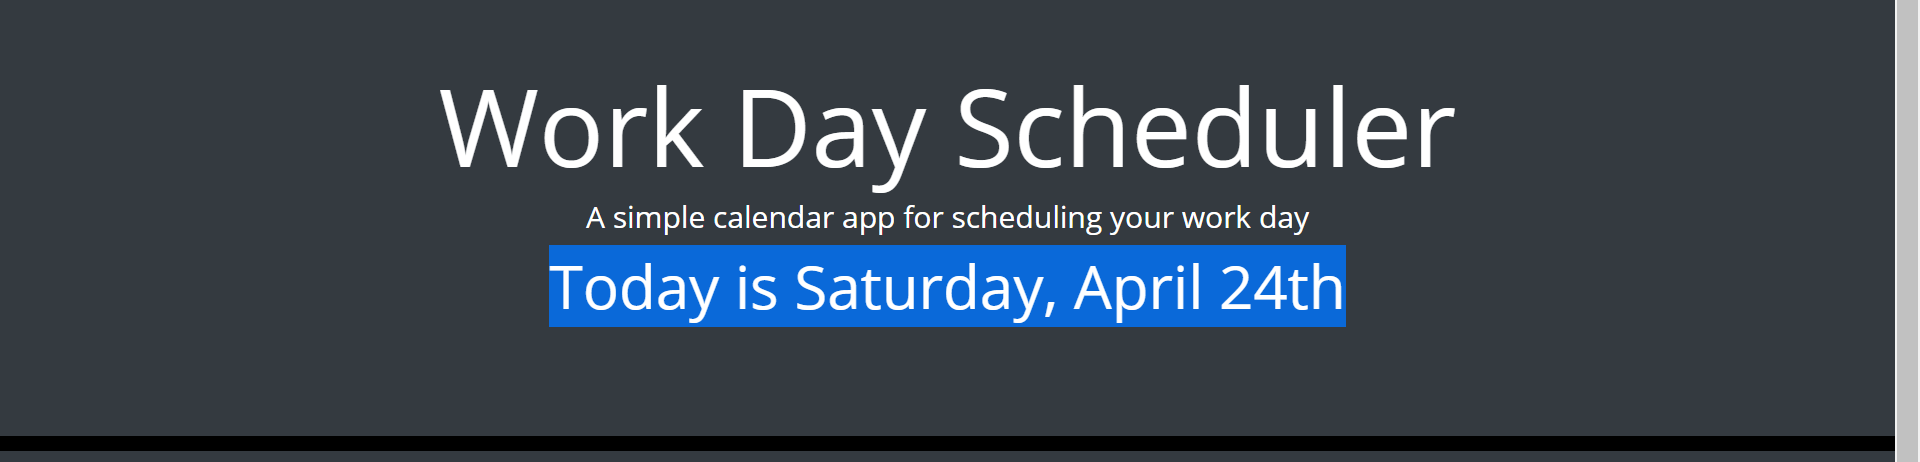 Work Day Scheduler
A simple calendar app for scheduling your work day
Today is Saturday, April 24th